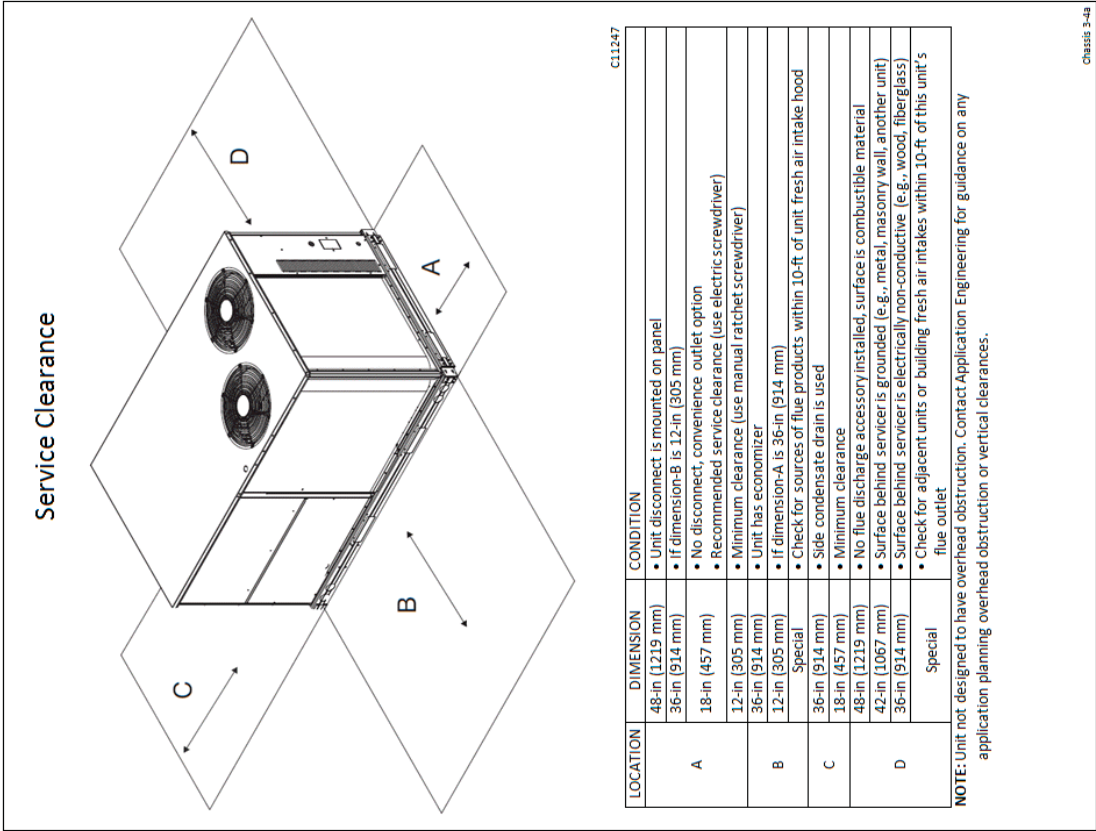 Service Clearance
C
D
B
A
C11247
LOCATION DIMENSION CONDITION
A
48-in (1219 mm) • Unit disconnect is mounted on panel
36-in (914 mm) • If dimension-B is 12-in (305 mm)
18-in (457 mm) • No disconnect, convenience outlet option
• Recommended service clearance (use electric screwdriver)
12-in (305 mm) • Minimum clearance (use manual ratchet screwdriver)
B
36-in (914 mm) • Unit has economizer
12-in (305 mm) • If dimension-A is 36-in (914 mm)
Special • Check for sources of flue products within 10-ft of unit fresh air intake hood
C
36-in (914 mm) • Side condensate drain is used
18-in (457 mm) • Minimum clearance
D
48-in (1219 mm) • No flue discharge accessory installed, surface is combustible material
42-in (1067 mm) • Surface behind servicer is grounded (e.g., metal, masonry wall, another unit)
36-in (914 mm) • Surface behind servicer is electrically non-conductive (e.g., wood, fiberglass)
Special • Check for adjacent units or building fresh air intakes within 10-ft of this unit's
flue outlet
NOTE: Unit not designed to have overhead obstruction. Contact Application Engineering for guidance on any
application planning overhead obstruction or vertical clearances.
Chassis 3-4a